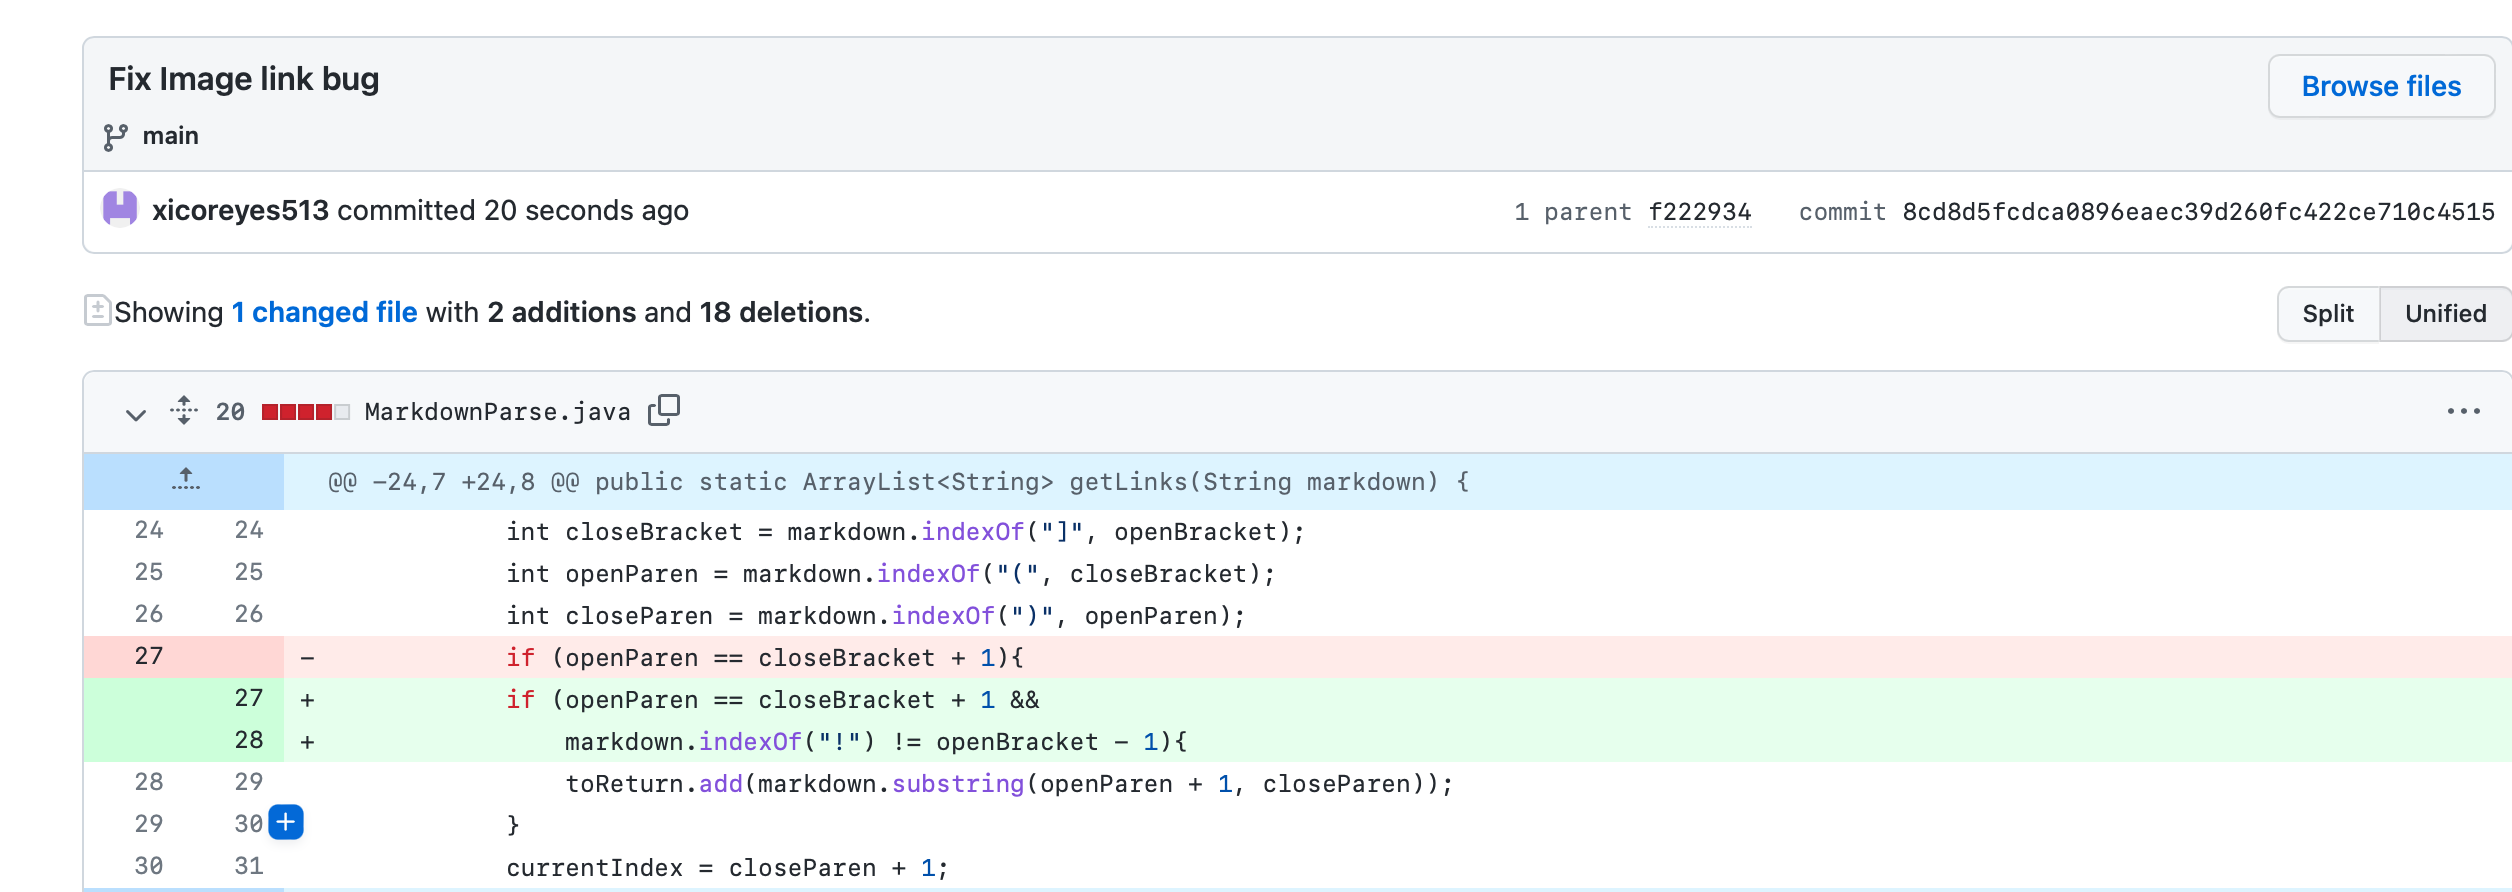 Fix Image link bug
Browse files
main
xicoreyes513 committed 20 seconds ago
1 parent f222934 commit 8cd8d5fcdca0896eaec39d260fc422ce710c4515
Showing 1 changed file with 2 additions and 18 deletions.
Split Unified
20 MarkdownParse.java
@@ -24,7 +24,8 @@ public static ArrayList<String> getLinks(String markdown) {
24 24 int closeBracket = markdown.indexOf("]", openBracket);
25 25 int openParen = markdown.indexOf("(", closeBracket);
26 26 int closeParen = markdown.indexOf(")", openParen);
27 - if (openParen == closeBracket + 1){
27 + if (openParen == closeBracket + 1 &&
28 + markdown.indexOf("!") != openBracket - 1){
28 29 toReturn.add(markdown.substring(openParen + 1, closeParen));
29 30 }
30 31 currentIndex = closeParen + 1;